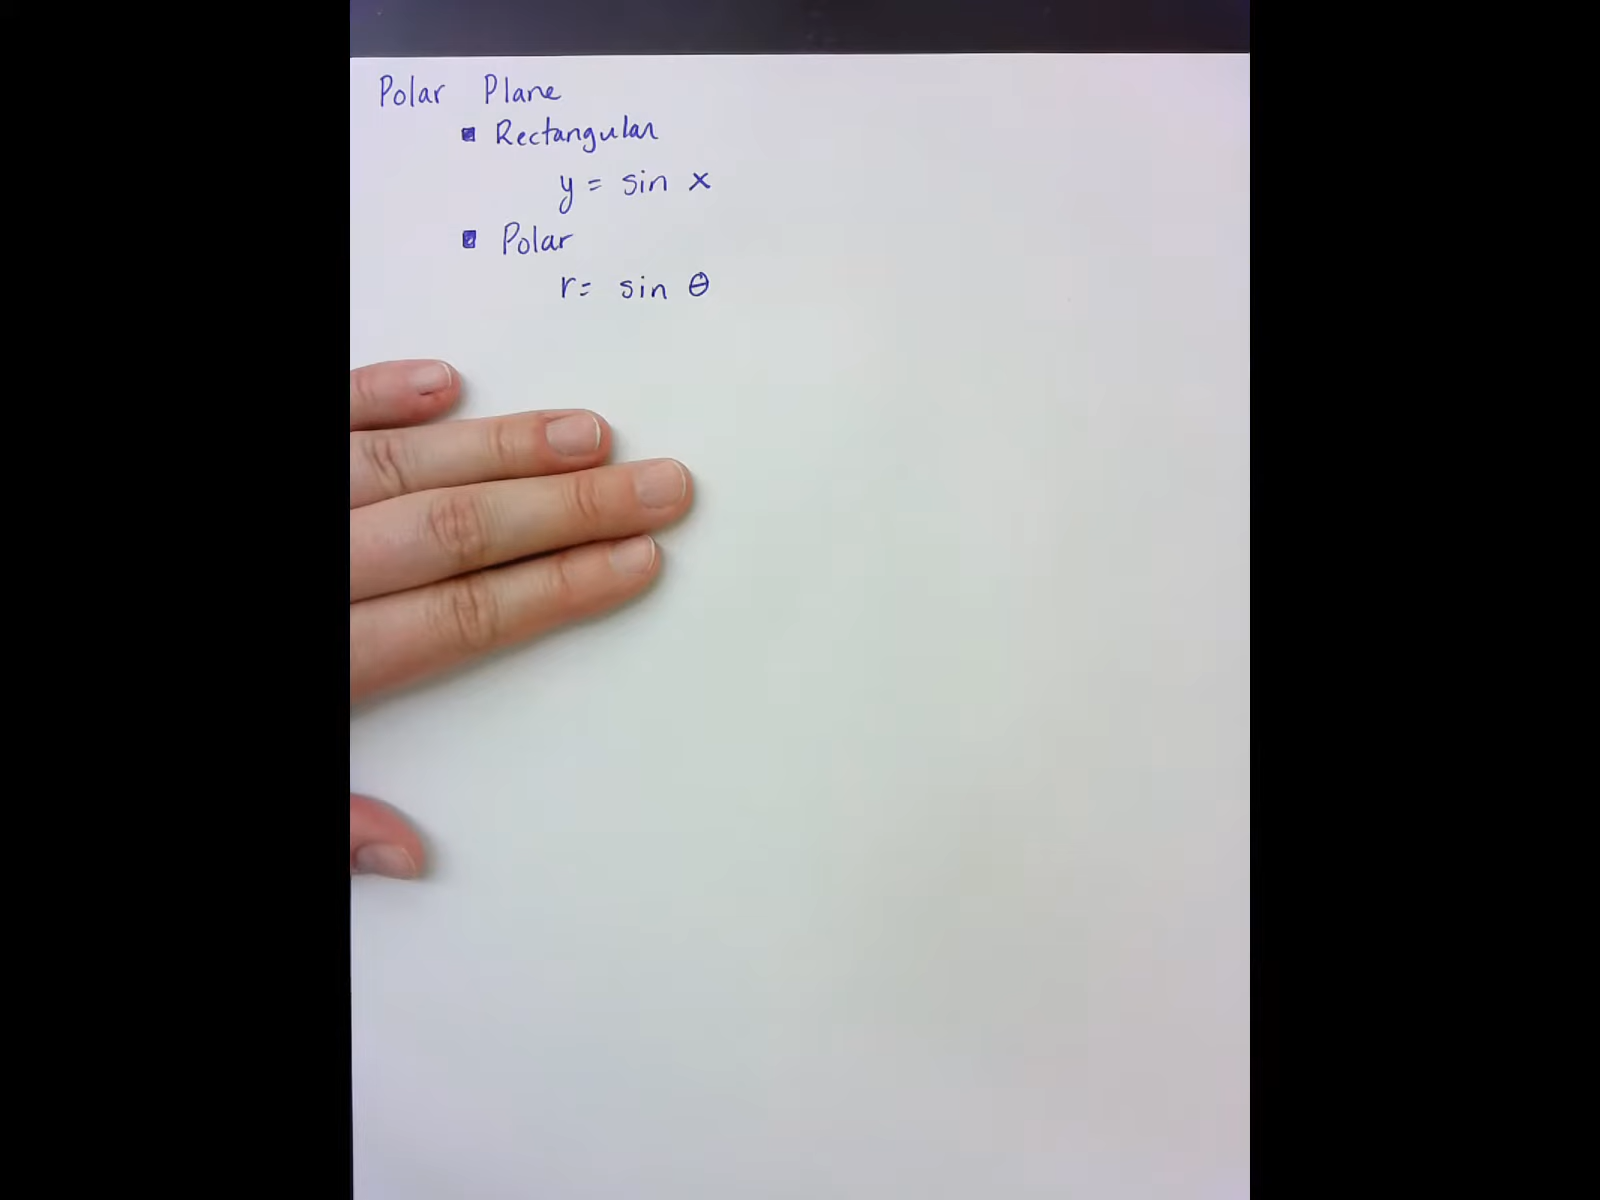 Polar Plane
▪ Rectangular
y = sin x
▪ Polar
r = sin θ